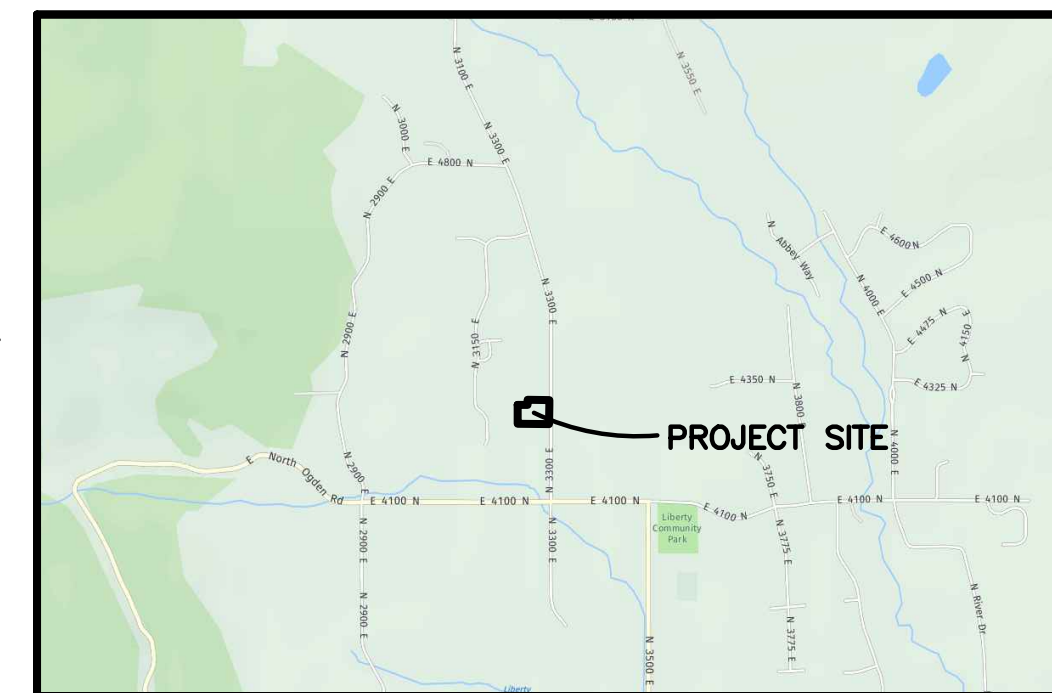 N 3550 E
N 3100 E
N 3000 E
N 3300 E
E 4800 N
N 2900 E
N Abbey Way
E 4600 N
E 4500 N
N 4000 E
N 3300 E
N 2900 E
N 3150 E
E 4475 N
N 4150 E
E 4350 N
E 4325 N
N 3800 E
PROJECT SITE
N 4000 E
N 3300 E
E North Ogden Rd
N 2900 E
N 3750 E
E 4100 N
E 4100 N
E 4100 N
E 4100 N
E 4100 N
E 4100 N
Liberty
Community
Park
N 2900 E
N 3300 E
N 3775 E
N River Dr
N 2900 E
N 3500 E
N 3775 E
Liberty